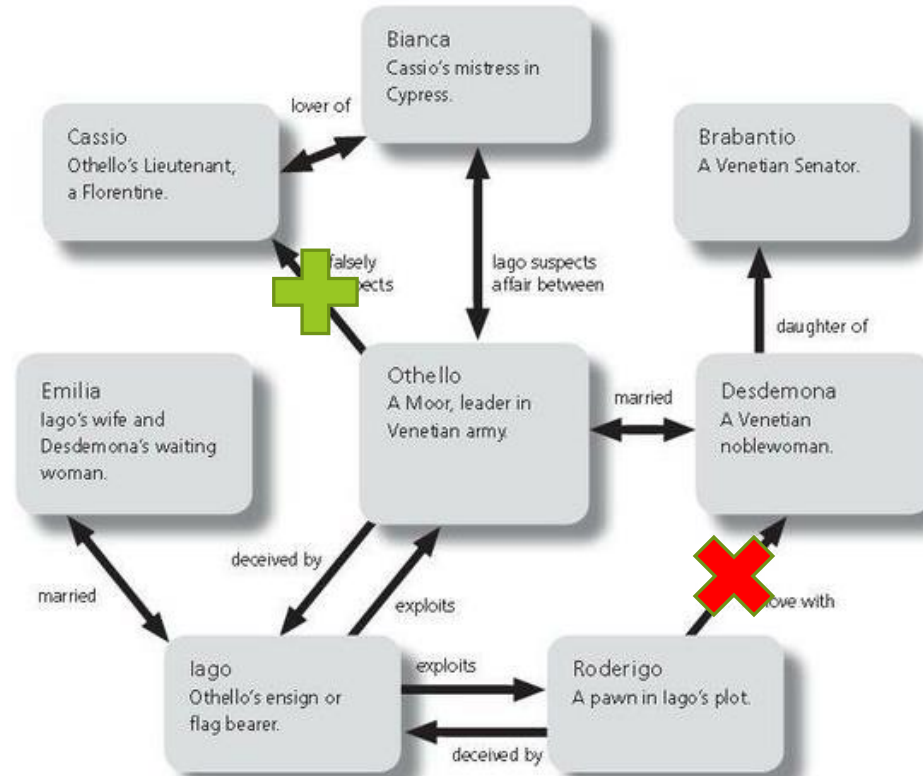 Bianca
Cassio's mistress in
Cypress.
lover of
Cassio
Othello's Lieutenant,
a Florentine.
Brabantio
A Venetian Senator.
falsely
Iago suspects
affair between
daughter of
Emilia
Iago's wife and
Desdemona's waiting
woman.
Othello
A Moor, leader in
Venetian army.
married
Desdemona
A Venetian
noblewoman.
deceived by
married
exploits
love with
Iago
Othello's ensign or
flag bearer.
exploits
Roderigo
A pawn in Iago's plot.
deceived by